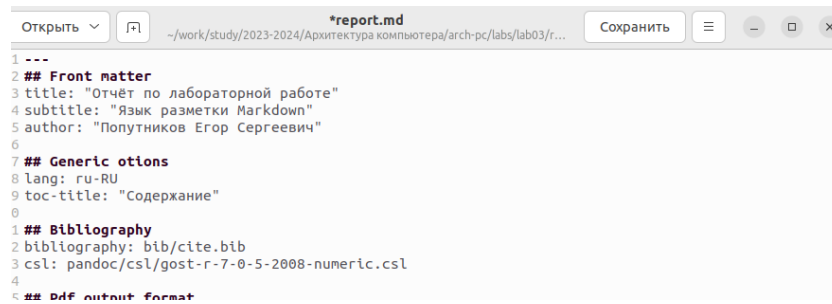 Открыть
*report.md
~/work/study/2023-2024/Архитектура компьютера/arch-pc/labs/lab03/r...
Сохранить
1 ---
2 ## Front matter
3 title: "Отчёт по лабораторной работе"
4 subtitle: "Язык разметки Markdown"
5 author: "Попутников Егор Сергеевич"
6
7 ## Generic otions
8 lang: ru-RU
9 toc-title: "Содержание"
0
1 ## Bibliography
2 bibliography: bib/cite.bib
3 csl: pandoc/csl/gost-r-7-0-5-2008-numeric.csl
4
5 ## Pdf output format